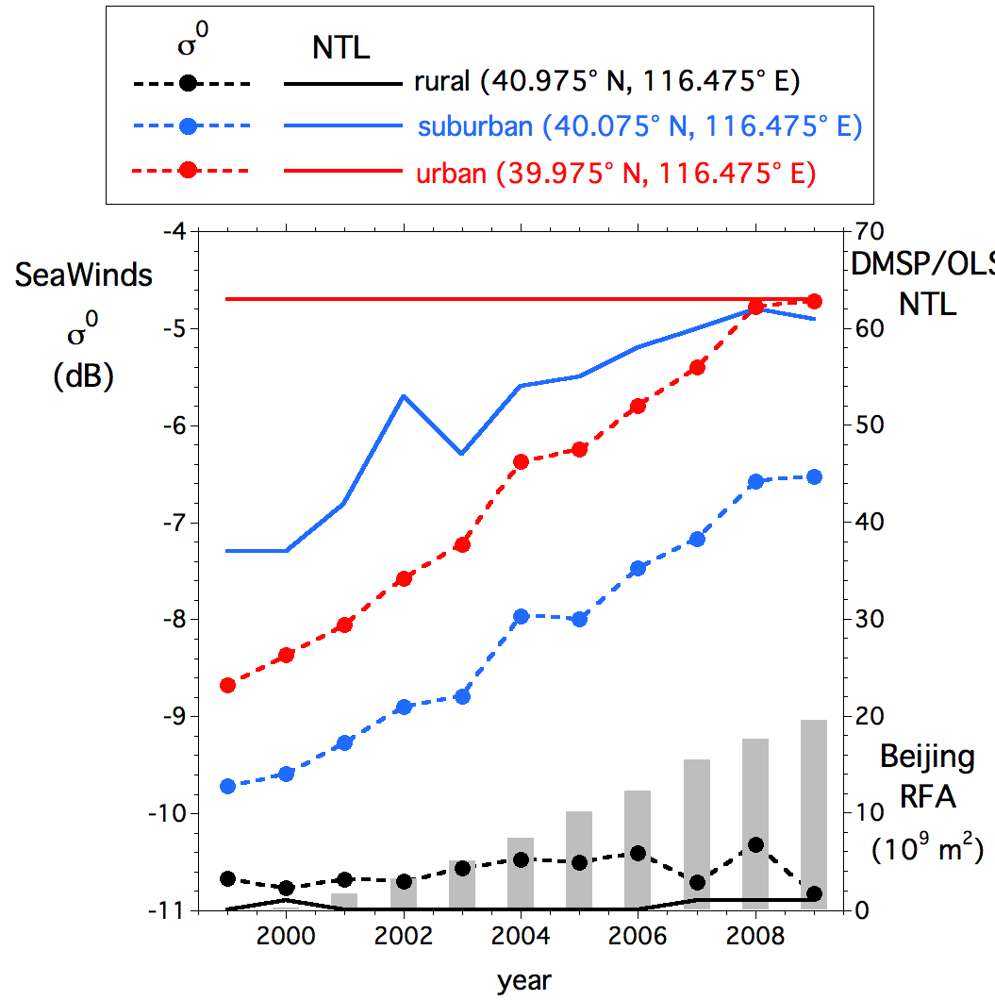 σ⁰ NTL
rural (40.975° N, 116.475° E)
suburban (40.075° N, 116.475° E)
urban (39.975° N, 116.475° E)
SeaWinds
σ⁰
(dB)
-4
-5
-6
-7
-8
-9
-10
-11
70
60
50
40
30
20
10
0
DMSP/OLS
NTL
Beijing
RFA
(10⁹ m²)
2000 2002 2004 2006 2008
year